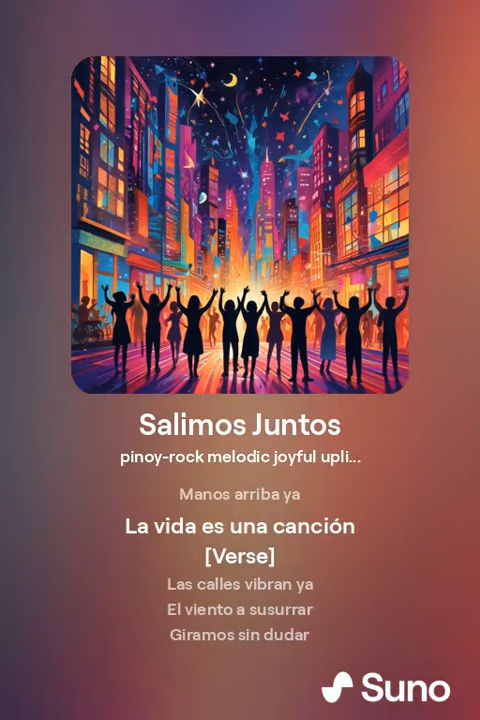 Salimos Juntos
pinoy-rock melodic joyful upli...
Manos arriba ya
La vida es una canción
[Verse]
Las calles vibran ya
El viento a susurrar
Giramos sin dudar
Suno